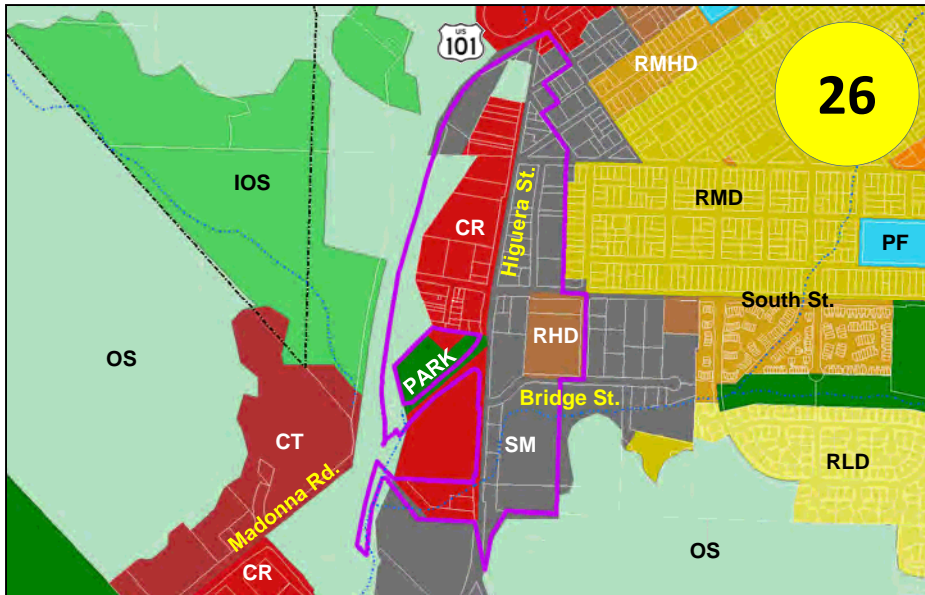 US
101
RMHD
26
IOS
RMD
CR
Higuera St.
PF
South St.
OS
RHD
PARK
Bridge St.
CT
SM
RLD
Madonna Rd.
OS
CR